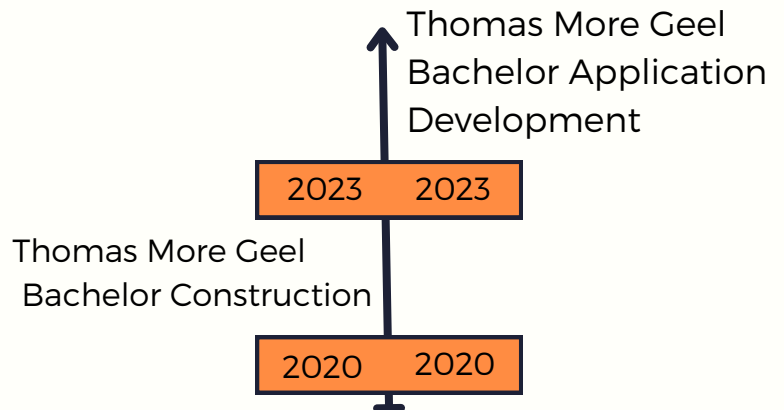 Thomas More Geel
Bachelor Application
Development
2023 2023
Thomas More Geel
Bachelor Construction
2020 2020